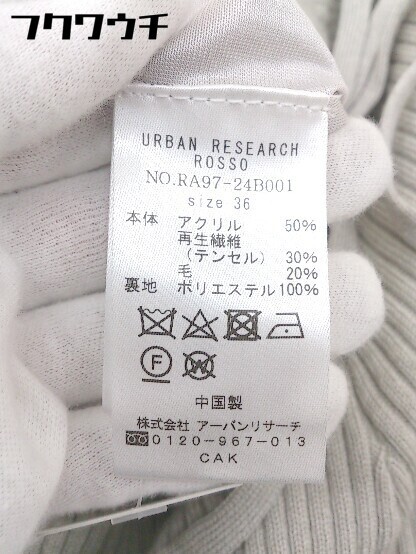 フクワウチ
URBAN RESEARCH
ROSSO
NO.RA97-24B001
size 36
本体 アクリル 50%
再生繊維
(テンセル) 30%
毛 20%
裏地 ポリエステル100%
F W
中国製
株式会社 アーバンリサーチ
0120-967-013
CAK